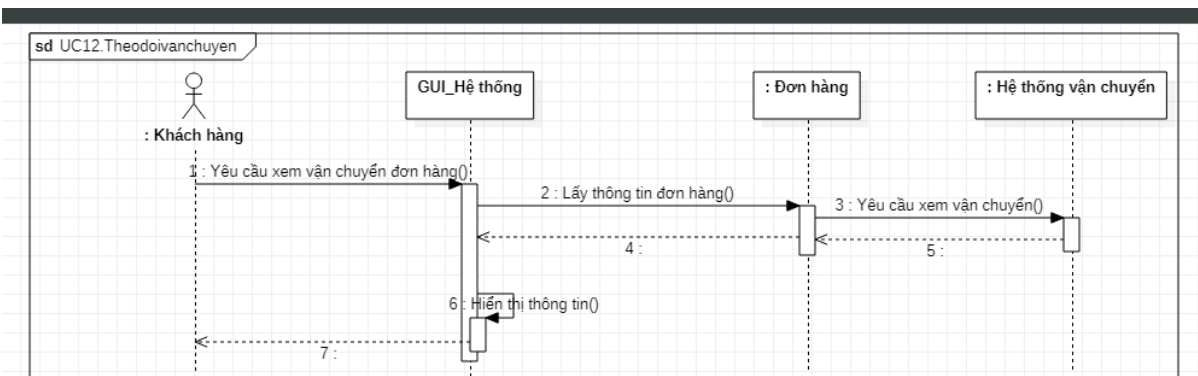 sd UC12.Theodoivanchuyen
GUI_Hệ thống
: Đơn hàng
: Hệ thống vận chuyển
: Khách hàng
1 : Yêu cầu xem vận chuyển đơn hàng()
2 : Lấy thông tin đơn hàng()
3 : Yêu cầu xem vận chuyển()
4 :
5 :
6 : Hiển thị thông tin()
7 :